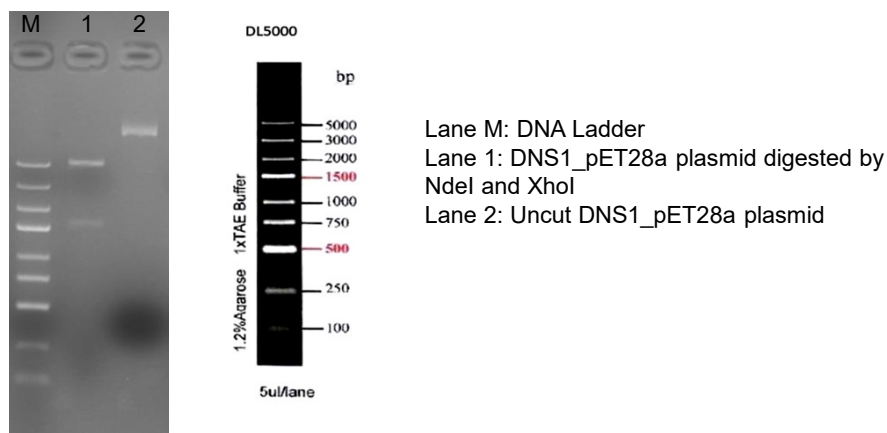 M 1 2
DL5000
bp
5000
3000
2000
1500
1000
750
500
250
100
1.2%Agarose 1xTAE Buffer
5ul/lane
Lane M: DNA Ladder
Lane 1: DNS1_pET28a plasmid digested by
NdeI and XhoI
Lane 2: Uncut DNS1_pET28a plasmid